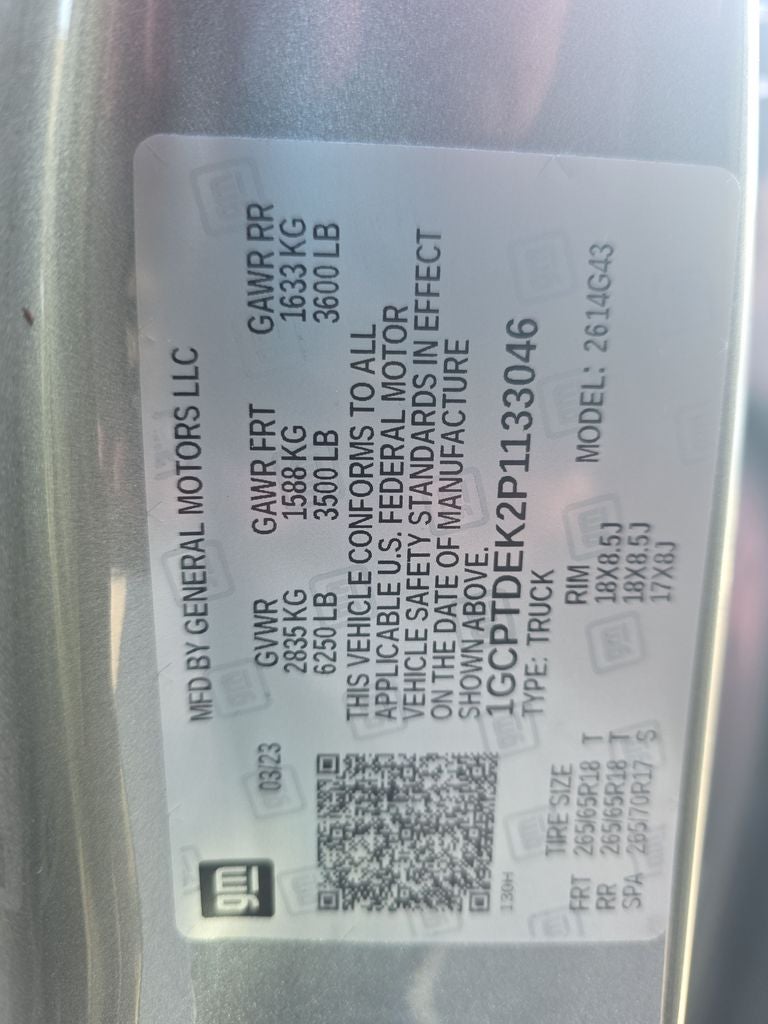 gm
03/23
MFD BY GENERAL MOTORS LLC
GVWR GAWR FRT GAWR RR
2835 KG 1588 KG 1633 KG
6250 LB 3500 LB 3600 LB
THIS VEHICLE CONFORMS TO ALL
APPLICABLE U.S. FEDERAL MOTOR
VEHICLE SAFETY STANDARDS IN EFFECT
ON THE DATE OF MANUFACTURE
SHOWN ABOVE.
1GCPTDEK2P1133046
TYPE: TRUCK
130H
MODEL: 2614G43
TIRE SIZE RIM
FRT 265/65R18 T 18X8.5J
RR 265/65R18 T 18X8.5J
SPA 265/70R17 S 17X8J